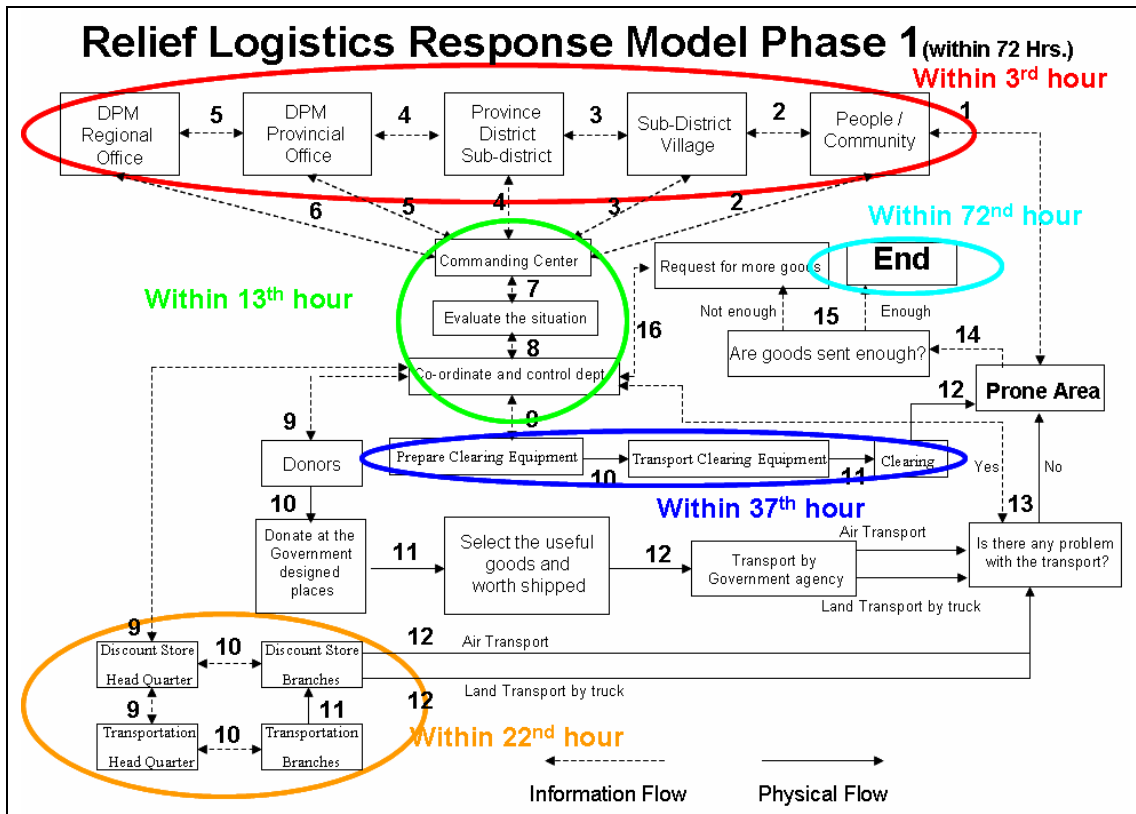 Relief Logistics Response Model Phase 1(within 72 Hrs.)
Within 3rd hour
DPM
Regional
Office
5
DPM
Provincial
Office
4
Province
District
Sub-district
3
Sub-District
Village
2
People /
Community
1
6
5
4
3
2
Within 72nd hour
Commanding Center
Request for more goods
End
Within 13th hour
7
Evaluate the situation
Not enough
15
Enough
16
8
Are goods sent enough?
14
Co-ordinate and control dept
12
Prone Area
9
9
Donors
Prepare Clearing Equipment
10
Transport Clearing Equipment
11
Clearing
Yes
No
Within 37th hour
10
13
Donate at the
Government
designed
places
11
Select the useful
goods and
worth shipped
12
Transport by
Government agency
Air Transport
Land Transport by truck
Is there any problem
with the transport?
9
Discount Store
Head Quarter
10
Discount Store
Branches
12
Air Transport
12
Land Transport by truck
9
11
Transportation
Head Quarter
10
Transportation
Branches
Within 22nd hour
Information Flow
Physical Flow